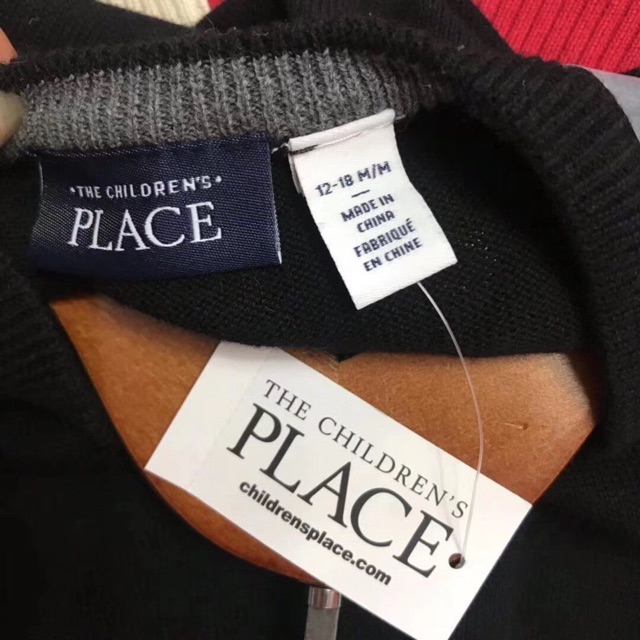 •THE CHILDREN'S•
PLACE
12-18 M/M
MADE IN
CHINA
FABRIQUÉ
EN CHINE
THE CHILDREN'S
PLACE
childrensplace.com